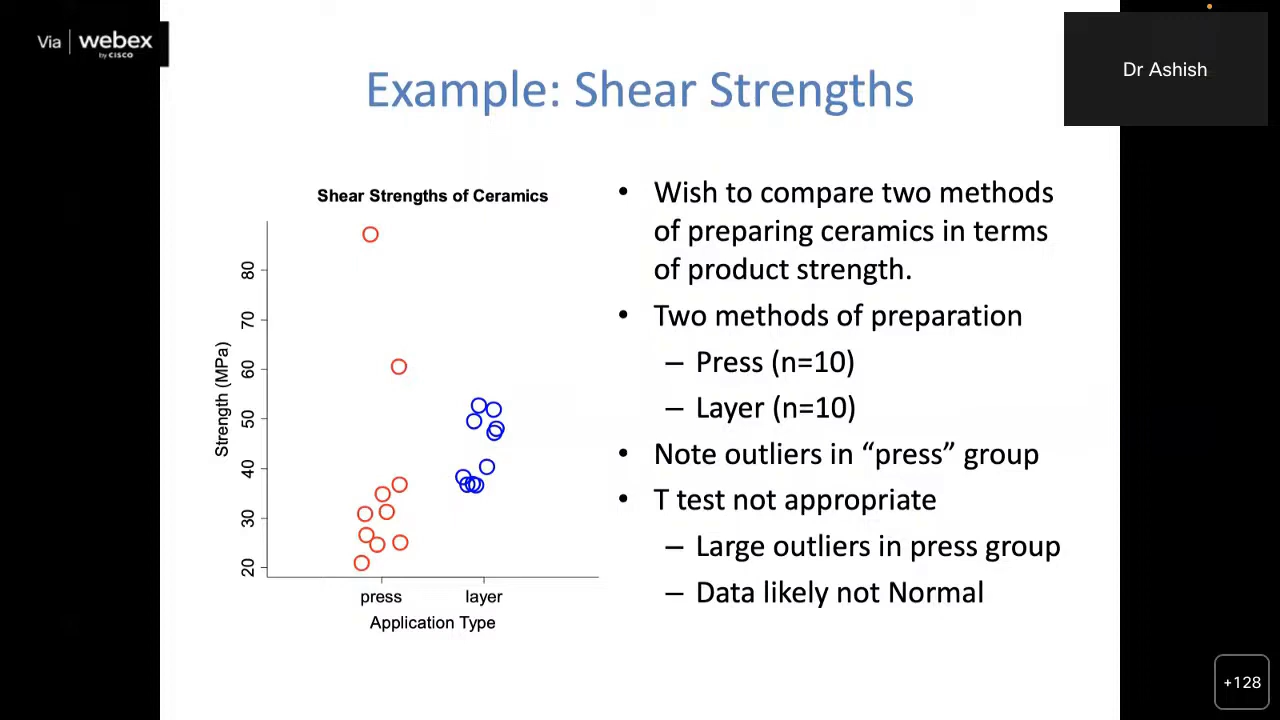 Via webex
by CISCO
Dr Ashish
Example: Shear Strengths
Shear Strengths of Ceramics
Strength (MPa)
80
70
60
50
40
30
20
press layer
Application Type
• Wish to compare two methods
of preparing ceramics in terms
of product strength.
• Two methods of preparation
– Press (n=10)
– Layer (n=10)
• Note outliers in “press” group
• T test not appropriate
– Large outliers in press group
– Data likely not Normal
+128